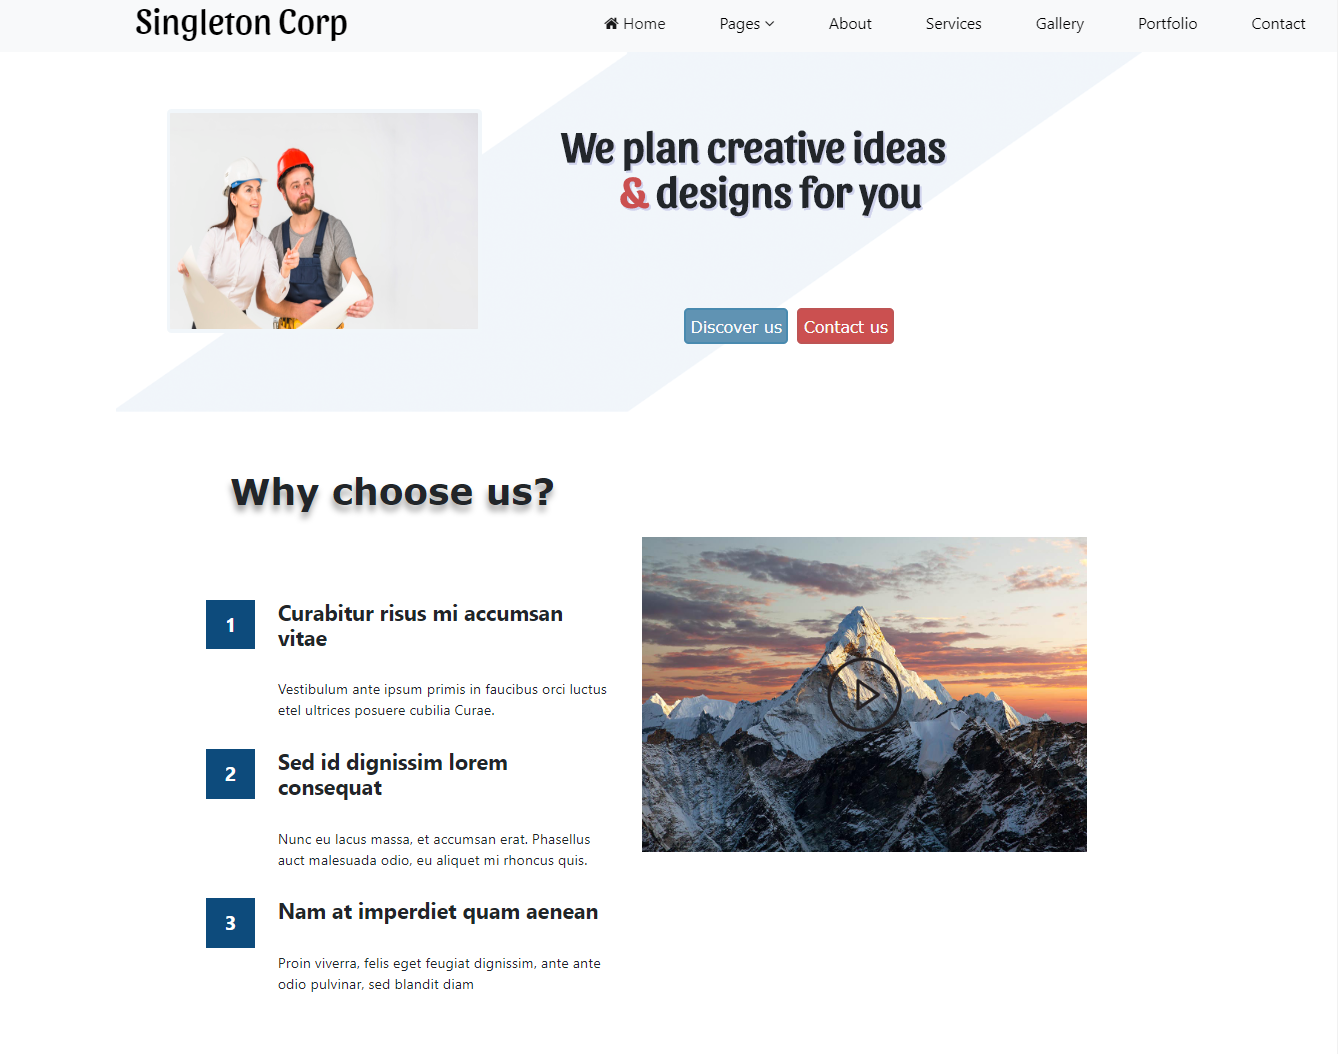 Singleton Corp
Home Pages About Services Gallery Portfolio Contact
We plan creative ideas
& designs for you
Discover us Contact us
Why choose us?
1 Curabitur risus mi accumsan
vitae
Vestibulum ante ipsum primis in faucibus orci luctus
etel ultrices posuere cubilia Curae.
2 Sed id dignissim lorem
consequat
Nunc eu lacus massa, et accumsan erat. Phasellus
auct malesuada odio, eu aliquet mi rhoncus quis.
3 Nam at imperdiet quam aenean
Proin viverra, felis eget feugiat dignissim, ante ante
odio pulvinar, sed blandit diam